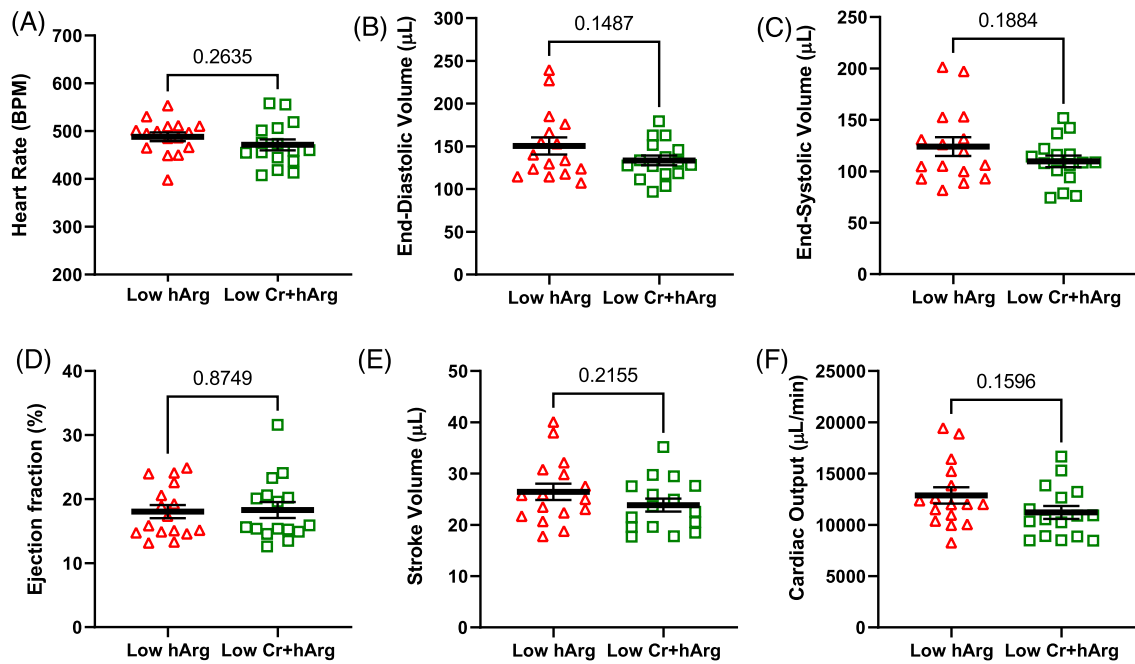 (A)
Heart Rate (BPM)
700
600
500
400
300
200
0.2635
Low hArg
Low Cr+hArg
(B)
End-Diastolic Volume (μL)
300
250
200
150
100
50
0
0.1487
Low hArg
Low Cr+hArg
(C)
End-Systolic Volume (μL)
250
200
150
100
50
0
0.1884
Low hArg
Low Cr+hArg
(D)
Ejection fraction (%)
40
30
20
10
0
0.8749
Low hArg
Low Cr+hArg
(E)
Stroke Volume (μL)
50
40
30
20
10
0
0.2155
Low hArg
Low Cr+hArg
(F)
Cardiac Output (μL/min)
25000
20000
15000
10000
5000
0
0.1596
Low hArg
Low Cr+hArg